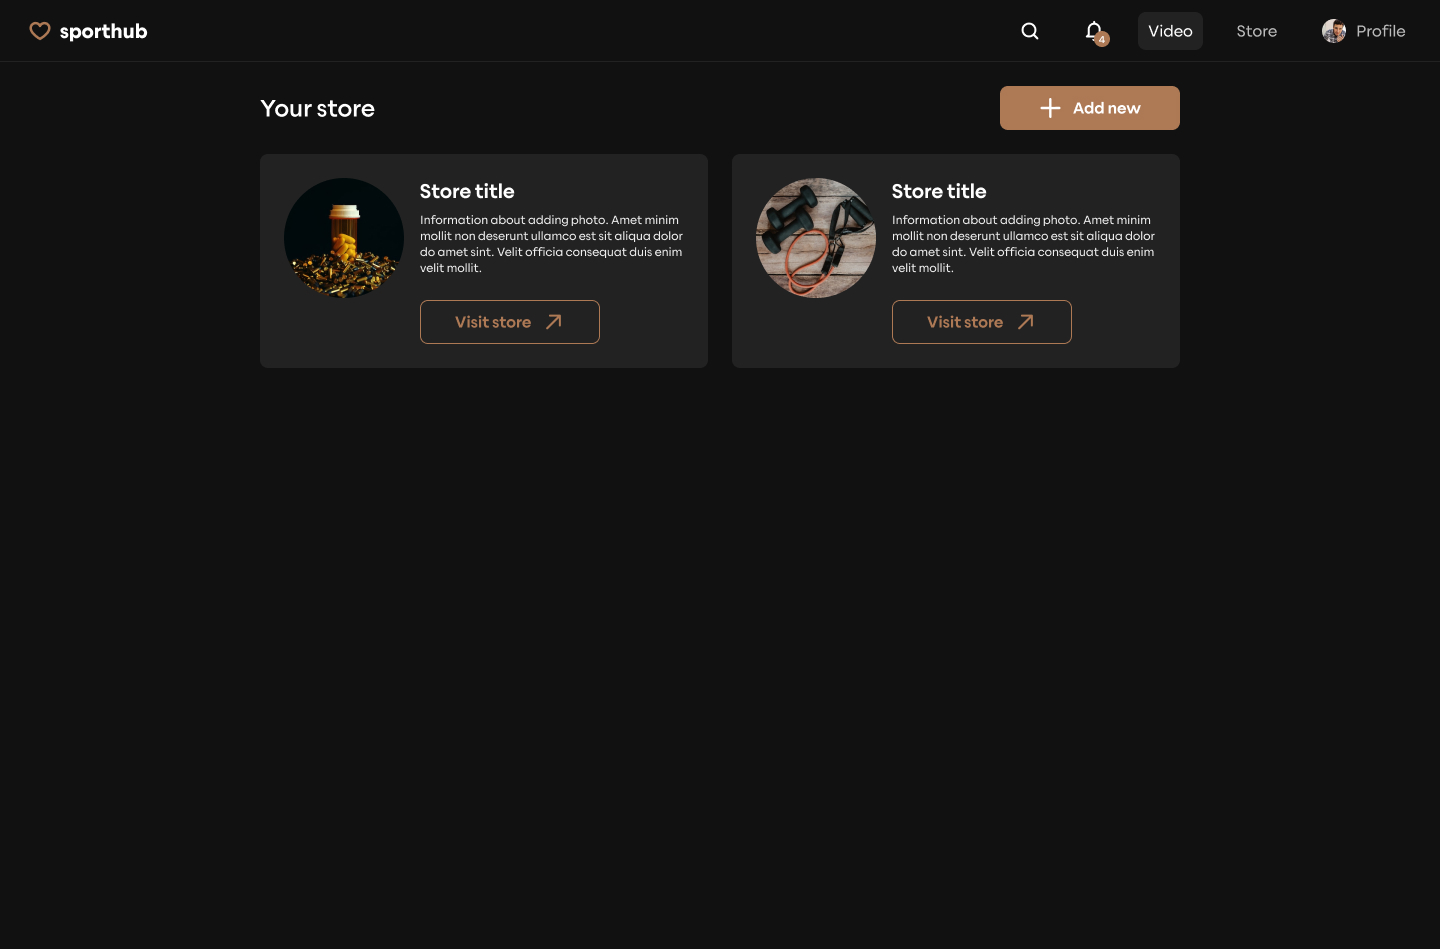 sporthub
4
Video
Store
Profile
Your store
Add new
Store title
Information about adding photo. Amet minim
mollit non deserunt ullamco est sit aliqua dolor
do amet sint. Velit officia consequat duis enim
velit mollit.
Visit store
Store title
Information about adding photo. Amet minim
mollit non deserunt ullamco est sit aliqua dolor
do amet sint. Velit officia consequat duis enim
velit mollit.
Visit store